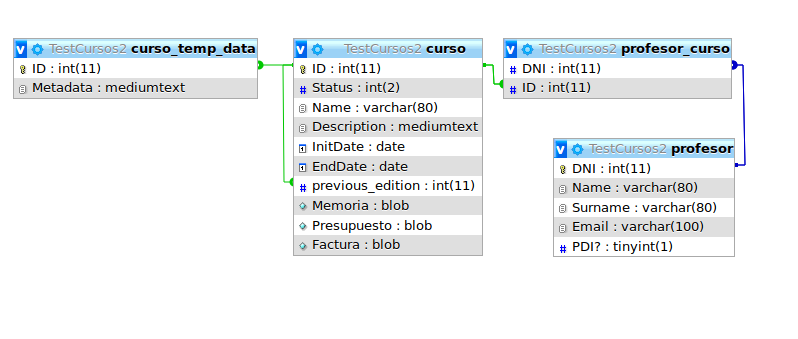 TestCursos2 curso_temp_data
ID : int(11)
Metadata : mediumtext
TestCursos2 curso
ID : int(11)
Status : int(2)
Name : varchar(80)
Description : mediumtext
InitDate : date
EndDate : date
previous_edition : int(11)
Memoria : blob
Presupuesto : blob
Factura : blob
TestCursos2 profesor_curso
DNI : int(11)
ID : int(11)
TestCursos2 profesor
DNI : int(11)
Name : varchar(80)
Surname : varchar(80)
Email : varchar(100)
PDI? : tinyint(1)